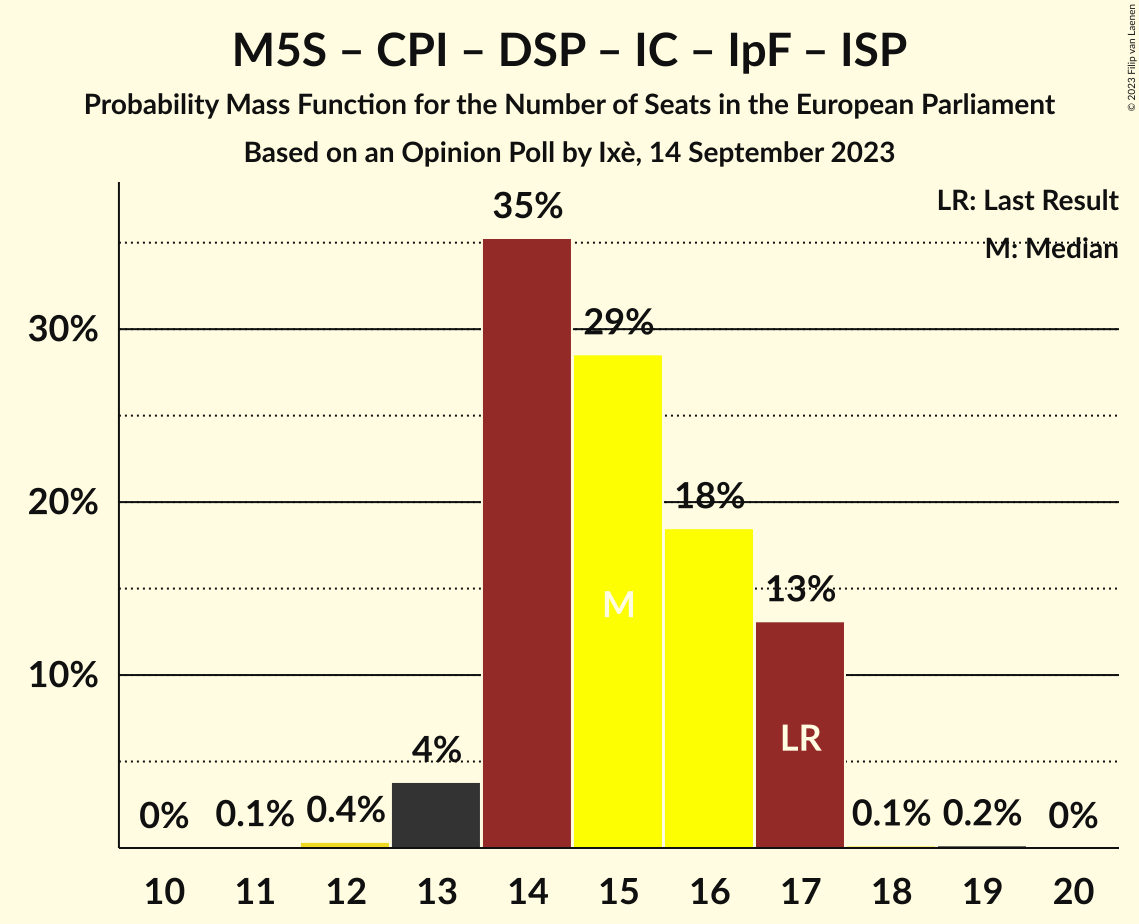 M5S – CPI – DSP – IC – IpF – ISP
Probability Mass Function for the Number of Seats in the European Parliament
Based on an Opinion Poll by Ixè, 14 September 2023
© 2023 Filip van Laenen
LR: Last Result
M: Median
35%
30%
29%
20%
18%
13%
M
10%
LR
4%
0% 0.1% 0.4% 0.1% 0.2% 0%
10 11 12 13 14 15 16 17 18 19 20